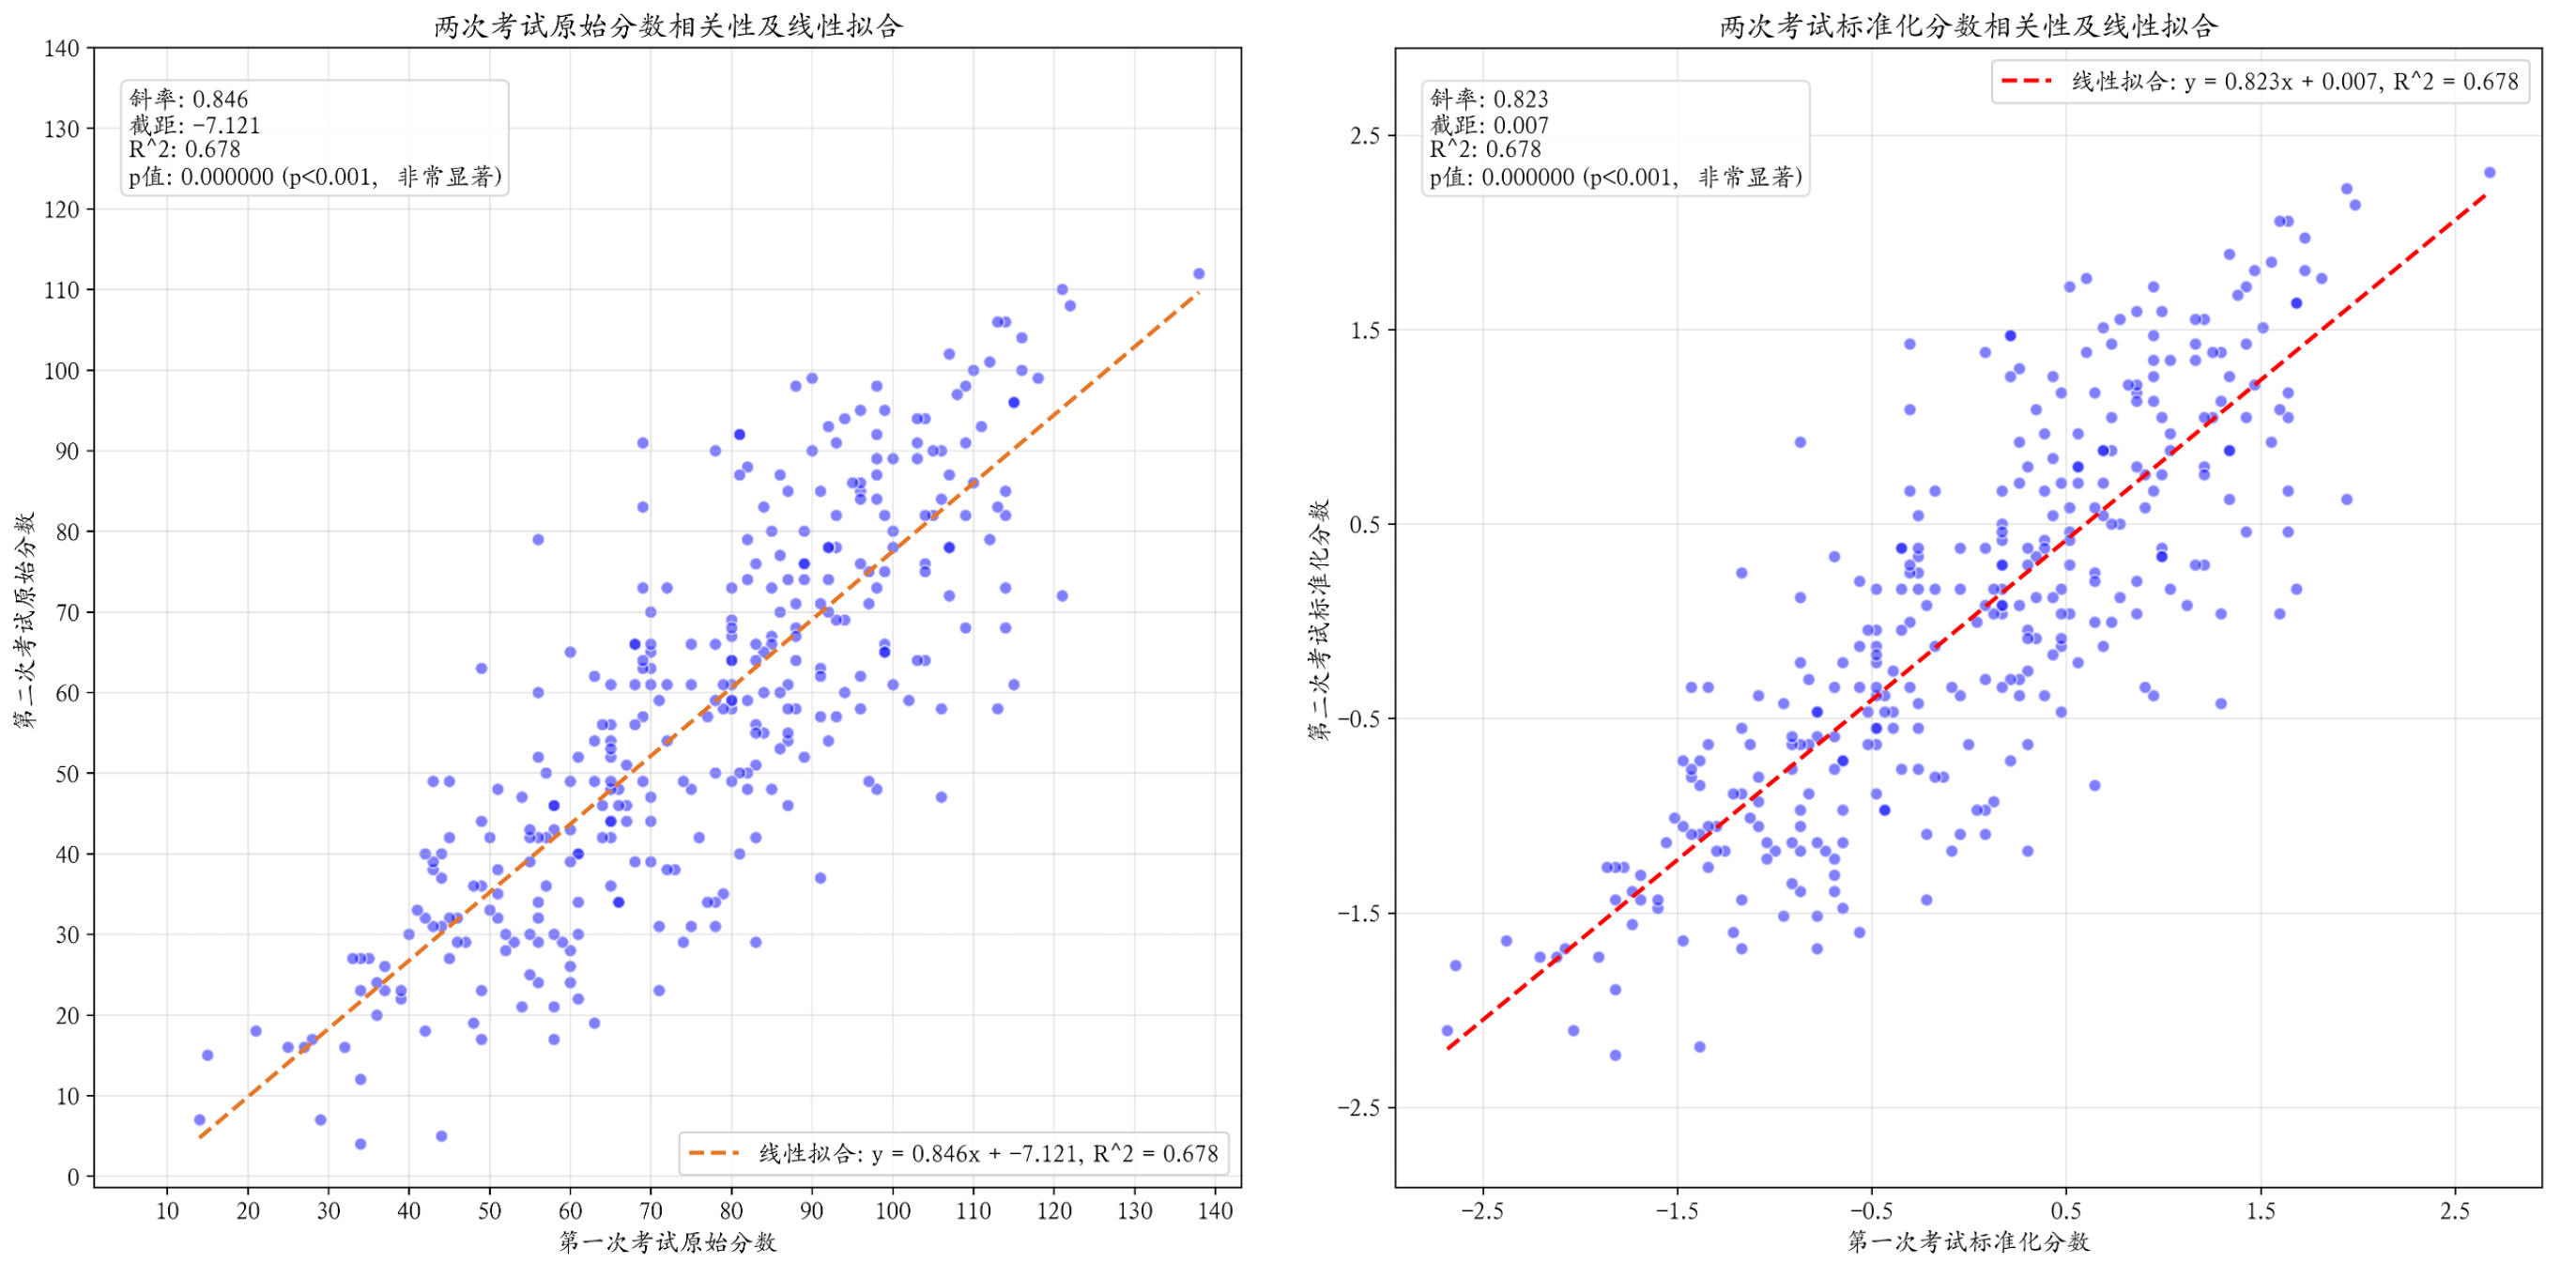 两次考试原始分数相关性及线性拟合
斜率: 0.846
截距: −7.121
R^2: 0.678
p值: 0.000000 (p<0.001, 非常显著)
140
130
120
110
100
90
80
70
60
50
40
30
20
10
0
第二次考试原始分数
线性拟合: y = 0.846x + −7.121, R^2 = 0.678
10 20 30 40 50 60 70 80 90 100 110 120 130 140
第一次考试原始分数
两次考试标准化分数相关性及线性拟合
线性拟合: y = 0.823x + 0.007, R^2 = 0.678
斜率: 0.823
截距: 0.007
R^2: 0.678
p值: 0.000000 (p<0.001, 非常显著)
2.5
1.5
0.5
−0.5
−1.5
−2.5
第二次考试标准化分数
−2.5 −1.5 −0.5 0.5 1.5 2.5
第一次考试标准化分数